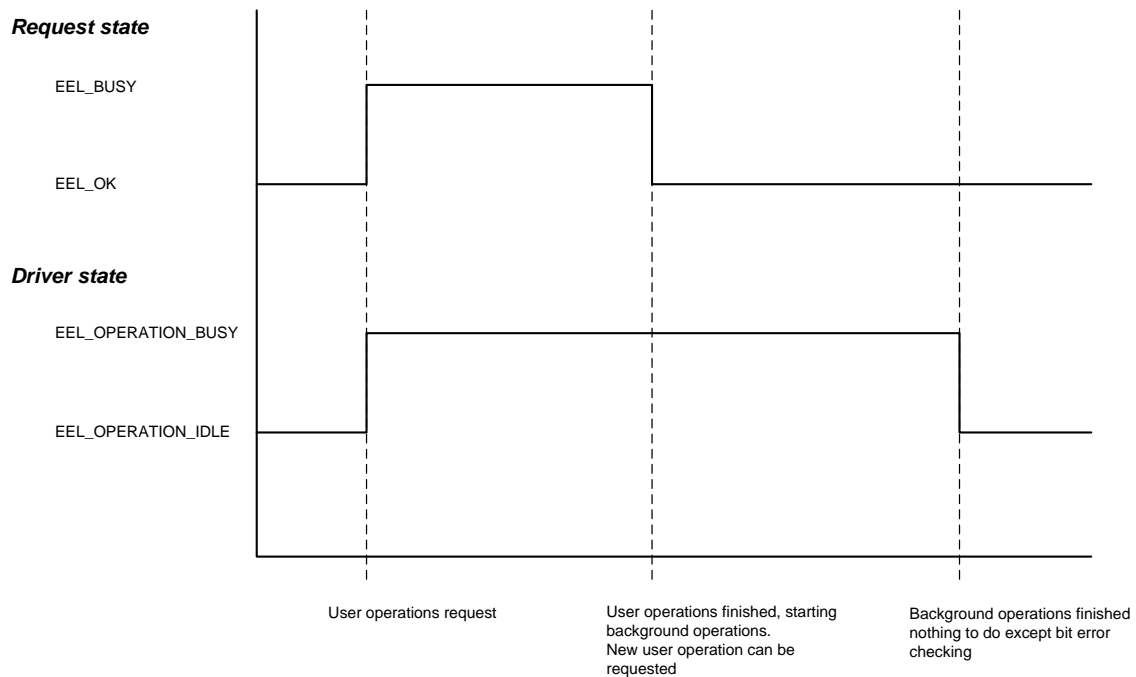 Request state
EEL_BUSY
EEL_OK
Driver state
EEL_OPERATION_BUSY
EEL_OPERATION_IDLE
User operations request
User operations finished, starting
background operations.
New user operation can be
requested
Background operations finished
nothing to do except bit error
checking